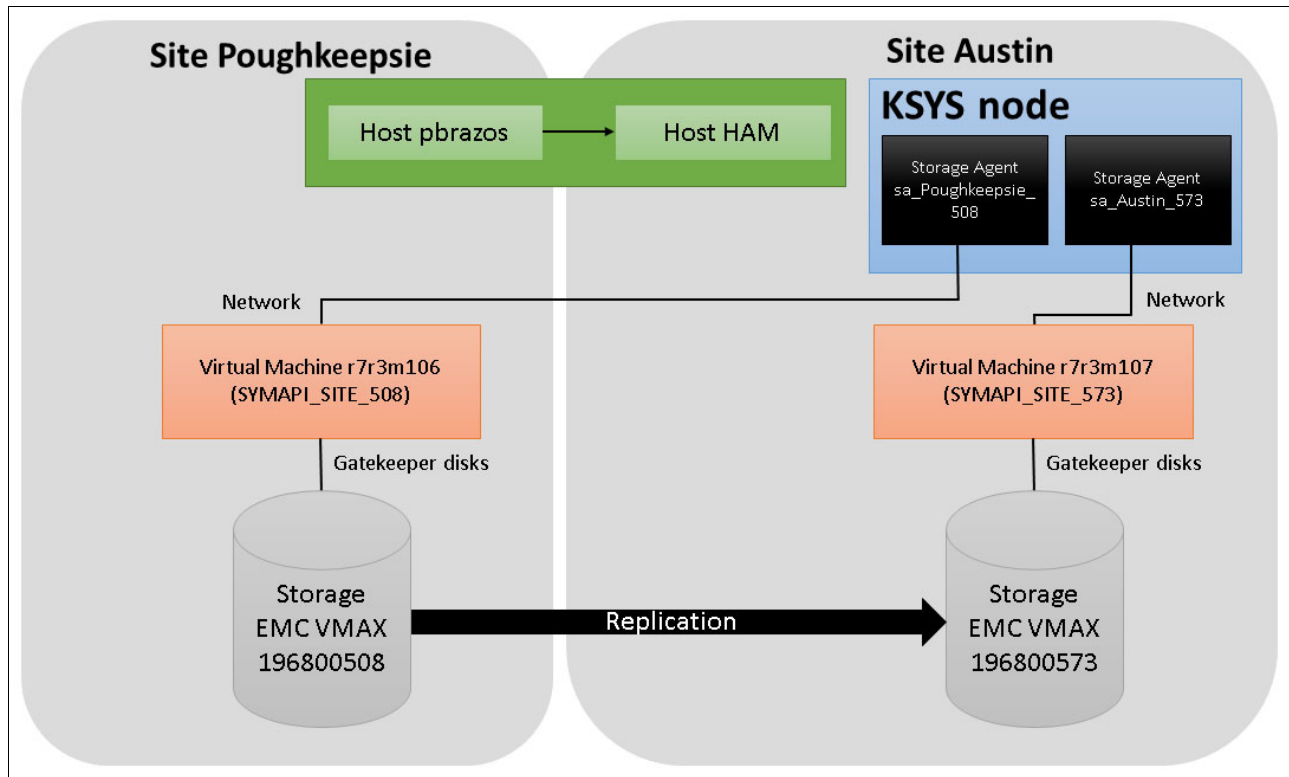 Site Poughkeepsie
Site Austin
KSYS node
Host pbrazos
Host HAM
Storage Agent
sa_Poughkeepsie_
508
Storage Agent
sa_Austin_573
Network
Network
Virtual Machine r7r3m106
(SYMAPI_SITE_508)
Virtual Machine r7r3m107
(SYMAPI_SITE_573)
Gatekeeper disks
Gatekeeper disks
Storage
EMC VMAX
196800508
Replication
Storage
EMC VMAX
196800573